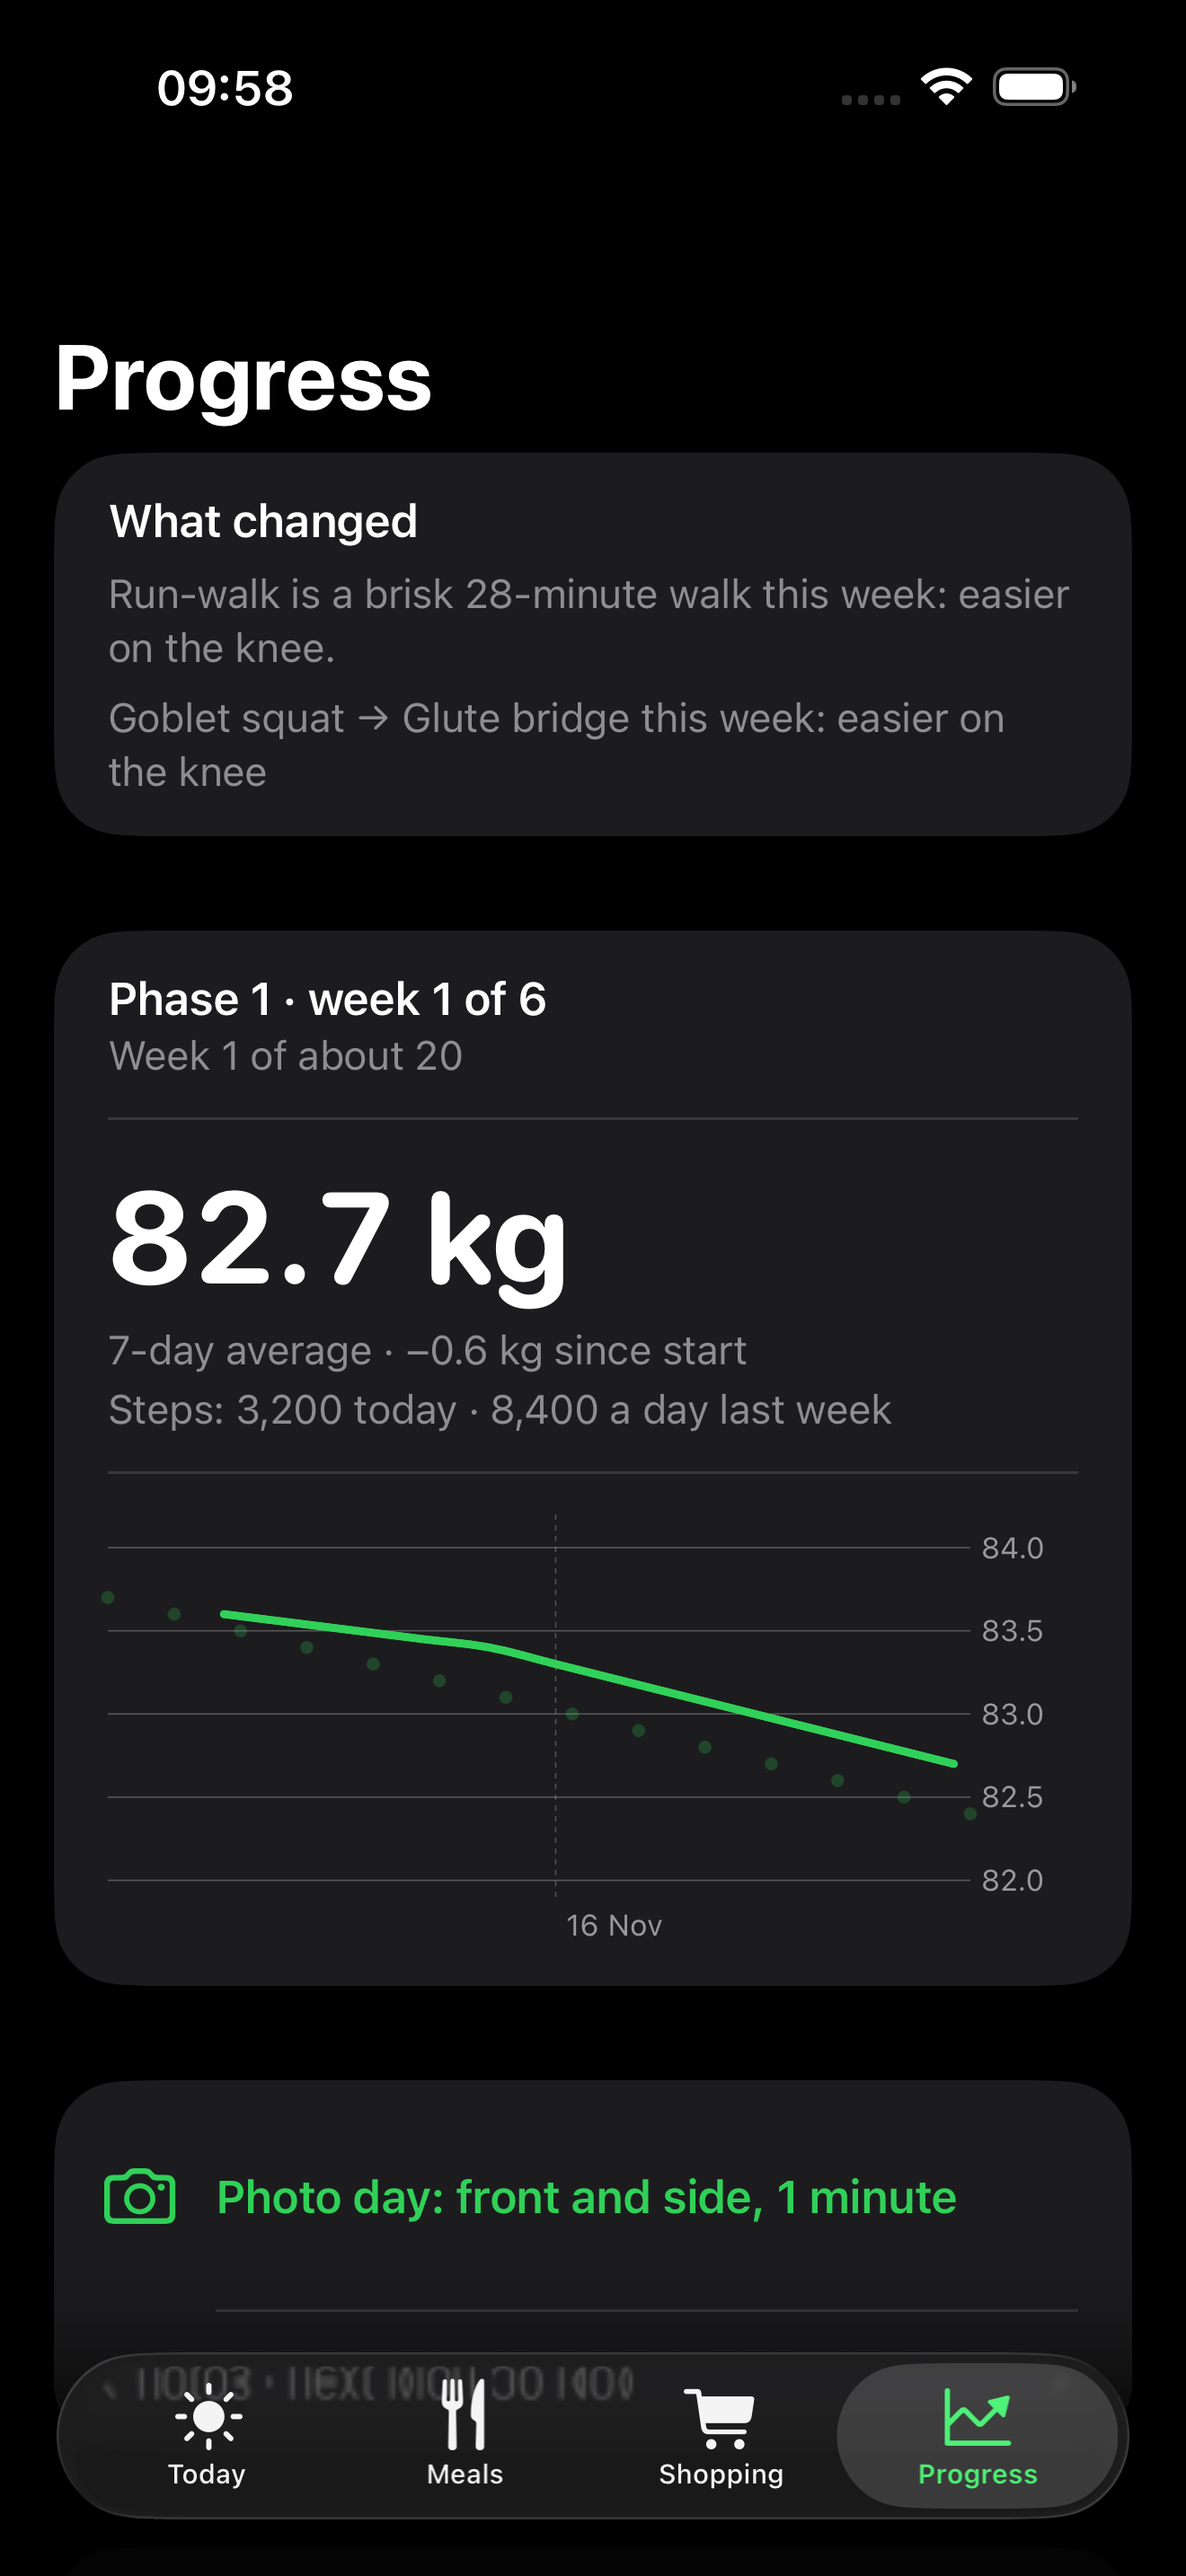 09:58
Progress
What changed
Run-walk is a brisk 28-minute walk this week: easier
on the knee.
Goblet squat → Glute bridge this week: easier on
the knee
Phase 1 · week 1 of 6
Week 1 of about 20
82.7 kg
7-day average · −0.6 kg since start
Steps: 3,200 today · 8,400 a day last week
84.0
83.5
83.0
82.5
82.0
16 Nov
Photo day: front and side, 1 minute
Today
Meals
Shopping
Progress